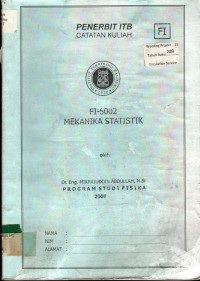 PENERBIT ITB
CATATAN KULIAH
FI
FI-5002
MEKANIKA STATISTIK
oleh
Dr. Eng. MIKRAJUDDIN ABDULLAH, M.Si
PROGRAM STUDI FISIKA
2009
NAMA
NIM
ALAMAT